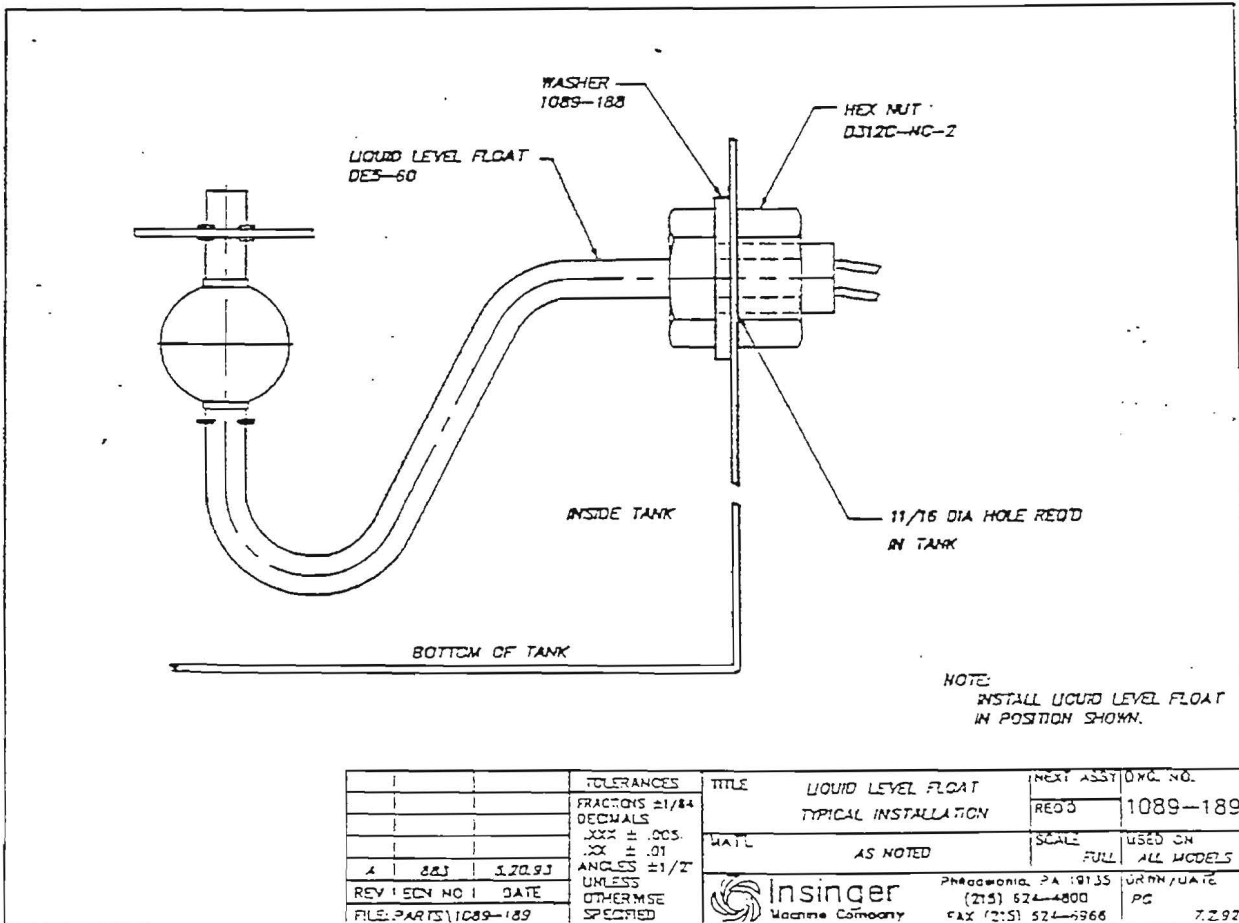 WASHER
1089-188
HEX NUT
D312C-NC-2
LIQUID LEVEL FLOAT
DES-60
INSIDE TANK
11/16 DIA HOLE REQ'D
IN TANK
BOTTOM OF TANK
NOTE:
INSTALL LIQUID LEVEL FLOAT
IN POSITION SHOWN.
TOLERANCES
FRACTIONS ±1/64
DECIMALS
.XXX ± .005
.XX ± .01
ANGLES ±1/2°
UNLESS
OTHERWISE
SPECIFIED
A 883 5.20.93
REV ECN NO DATE
FILE: PARTS\1089-189
TITLE
LIQUID LEVEL FLOAT
TYPICAL INSTALLATION
NEXT ASSY
REQ'D
DWG. NO.
1089-189
MAT'L
AS NOTED
SCALE
FULL
USED ON
ALL MODELS
Insinger
Machine Company
Philadelphia, PA 19135
(215) 624-4800
FAX (215) 624-6966
DRWN/DATE
PG
7.2.92